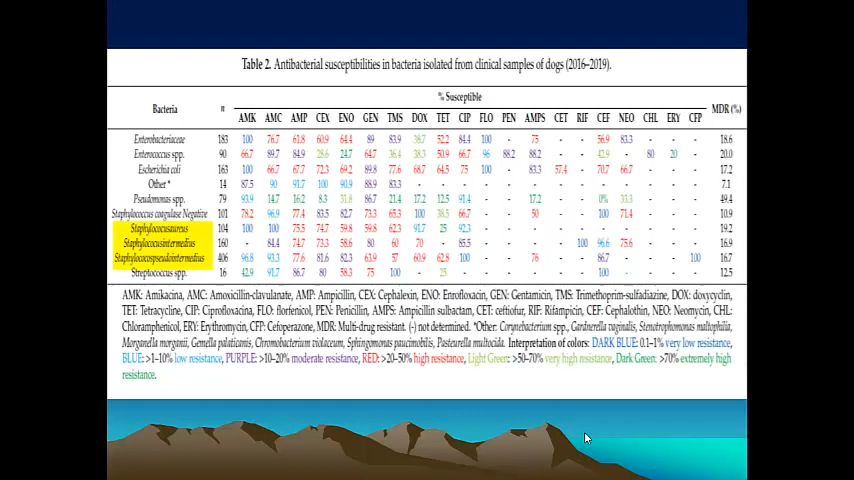 Table 2. Antibacterial susceptibilities in bacteria isolated from clinical samples of dogs (2016–2019).
% Susceptible
Bacteria n AMK AMC AMP CEX ENO GEN TMS DOX TET CIP FLO PEN AMPS CET RIF CEF NEO CHL ERY CFP MDR (%)
Enterobacteriaceae 183 100 76.7 61.8 60.9 64.4 89 83.9 38.7 52.2 84.4 100 - 75 - - 56.9 83.3 - - - 18.6
Enterococcus spp. 90 66.7 89.7 84.9 28.6 24.7 64.7 36.4 38.3 50.9 66.7 96 88.2 88.2 - - 42.9 - 80 20 - 20.0
Escherichia coli 163 100 66.7 67.7 72.3 69.2 89.8 77.6 68.7 64.5 75 100 - 83.3 57.4 - 70.7 66.7 - - - 17.2
Other * 14 87.5 90 91.7 100 90.9 88.9 83.3 - - - - - - - - - - - - - 7.1
Pseudomonas spp. 79 93.9 14.7 16.2 8.3 31.8 86.7 21.4 17.2 12.5 91.4 - - 17.2 - - 0% 33.3 - - - 49.4
Staphylococcus coagulase Negative 101 78.2 96.9 77.4 83.5 82.7 73.3 65.3 100 38.5 66.7 - - 50 - - 100 71.4 - - - 10.9
Staphylococusaureus 104 100 100 75.5 74.7 59.8 59.8 62.3 91.7 25 92.3 - - - - - - - - - - 19.2
Staphylococusintermedius 160 - 84.4 74.7 73.3 58.6 80 60 70 - 85.5 - - - - 100 96.6 75.6 - - - 16.9
Staphylococospseudointermedius 406 96.8 93.3 77.6 81.6 82.3 63.9 57 60.9 62.8 100 - - 76 - - 86.7 - - - 100 16.7
Streptococcus spp. 16 42.9 91.7 86.7 80 58.3 75 100 - 25 - - - - - - 100 - - - - 12.5
AMK: Amikacina, AMC: Amoxicillin-clavulanate, AMP: Ampicillin, CEX: Cephalexin, ENO: Enrofloxacin, GEN: Gentamicin, TMS: Trimethoprim-sulfadiazine, DOX: doxycyclin,
TET: Tetracycline, CIP: Ciprofloxacina, FLO: florfenicol, PEN: Penicillin, AMPS: Ampicillin sulbactam, CET: ceftiofur, RIF: Rifampicin, CEF: Cephalothin, NEO: Neomycin, CHL:
Chloramphenicol, ERY: Erythromycin, CFP: Cefoperazone, MDR: Multi-drug resistant. (-) not determined. *Other: Corynebacterium spp., Gardnerella vaginalis, Stenotrophomonas maltophilia,
Morganella morganii, Gemella palaticanis, Chromobacterium violaceum, Sphingomonas paucimobilis, Pasteurella multocida. Interpretation of colors: DARK BLUE: 0.1–1% very low resistance,
BLUE: >1–10% low resistance, PURPLE: >10–20% moderate resistance, RED: >20–50% high resistance, Light Green: >50–70% very high resistance, Dark Green: >70% extremely high
resistance.